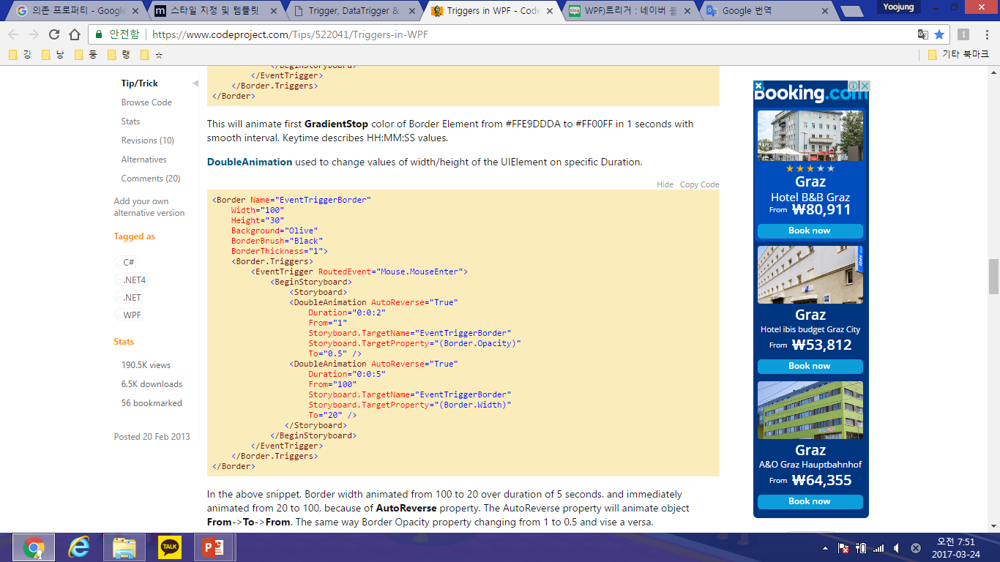 의존 프로퍼티 - Google
스타일 지정 및 템플릿
Trigger, DataTrigger &
Triggers in WPF - Code
WPF)트리거 : 네이버 블
Google 번역
Yoojung
안전함
https://www.codeproject.com/Tips/522041/Triggers-in-WPF
깅
낭
둥
랭
☆
기타 북마크
Tip/Trick
Browse Code
Stats
Revisions (10)
Alternatives
Comments (20)
Add your own
alternative version
Tagged as
C#
.NET4
.NET
WPF
Stats
190.5K views
6.5K downloads
56 bookmarked
Posted 20 Feb 2013
</BeginStoryboard>
</EventTrigger>
</Border.Triggers>
</Border>
This will animate first GradientStop color of Border Element from #FFE9DDDA to #FF00FF in 1 seconds with
smooth interval. Keytime describes HH:MM:SS values.
DoubleAnimation used to change values of width/height of the UIElement on specific Duration.
Hide Copy Code
<Border Name="EventTriggerBorder"
Width="100"
Height="30"
Background="Olive"
BorderBrush="Black"
BorderThickness="1">
<Border.Triggers>
<EventTrigger RoutedEvent="Mouse.MouseEnter">
<BeginStoryboard>
<Storyboard>
<DoubleAnimation AutoReverse="True"
Duration="0:0:2"
From="1"
Storyboard.TargetName="EventTriggerBorder"
Storyboard.TargetProperty="(Border.Opacity)"
To="0.5" />
<DoubleAnimation AutoReverse="True"
Duration="0:0:5"
From="100"
Storyboard.TargetName="EventTriggerBorder"
Storyboard.TargetProperty="(Border.Width)"
To="20" />
</Storyboard>
</BeginStoryboard>
</EventTrigger>
</Border.Triggers>
</Border>
In the above snippet, Border width animated from 100 to 20 over duration of 5 seconds. and immediately
animated from 20 to 100, because of AutoReverse property. The AutoReverse property will animate object
From->To->From. The same way Border Opacity property changing from 1 to 0.5 and vise a versa.
Booking.com
Graz
Hotel B&B Graz
From ₩80,911
Book now
Graz
Hotel ibis budget Graz City
From ₩53,812
Book now
Graz
A&O Graz Hauptbahnhof
From ₩64,355
Book now
TALK
오전 7:51
2017-03-24